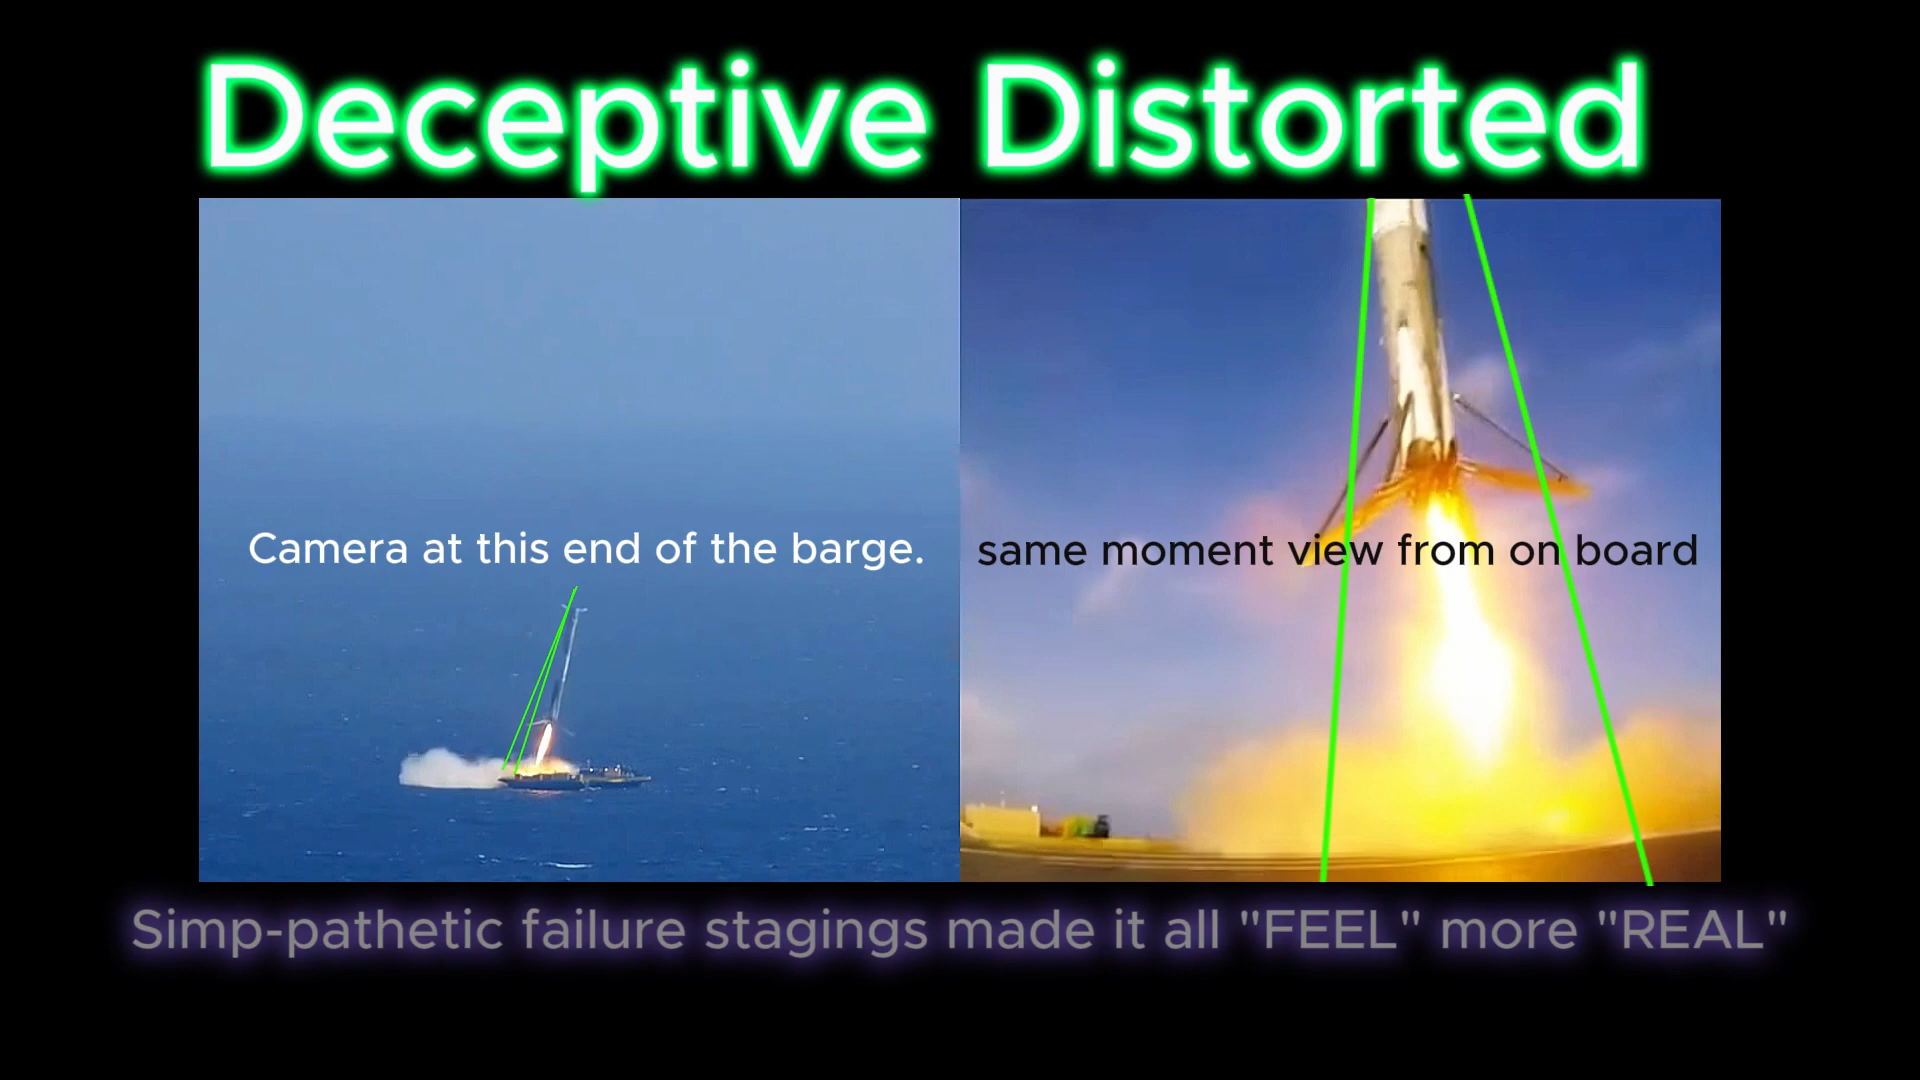 Deceptive Distorted
Camera at this end of the barge.
same moment view from on board
Simp-pathetic failure stagings made it all "FEEL" more "REAL"